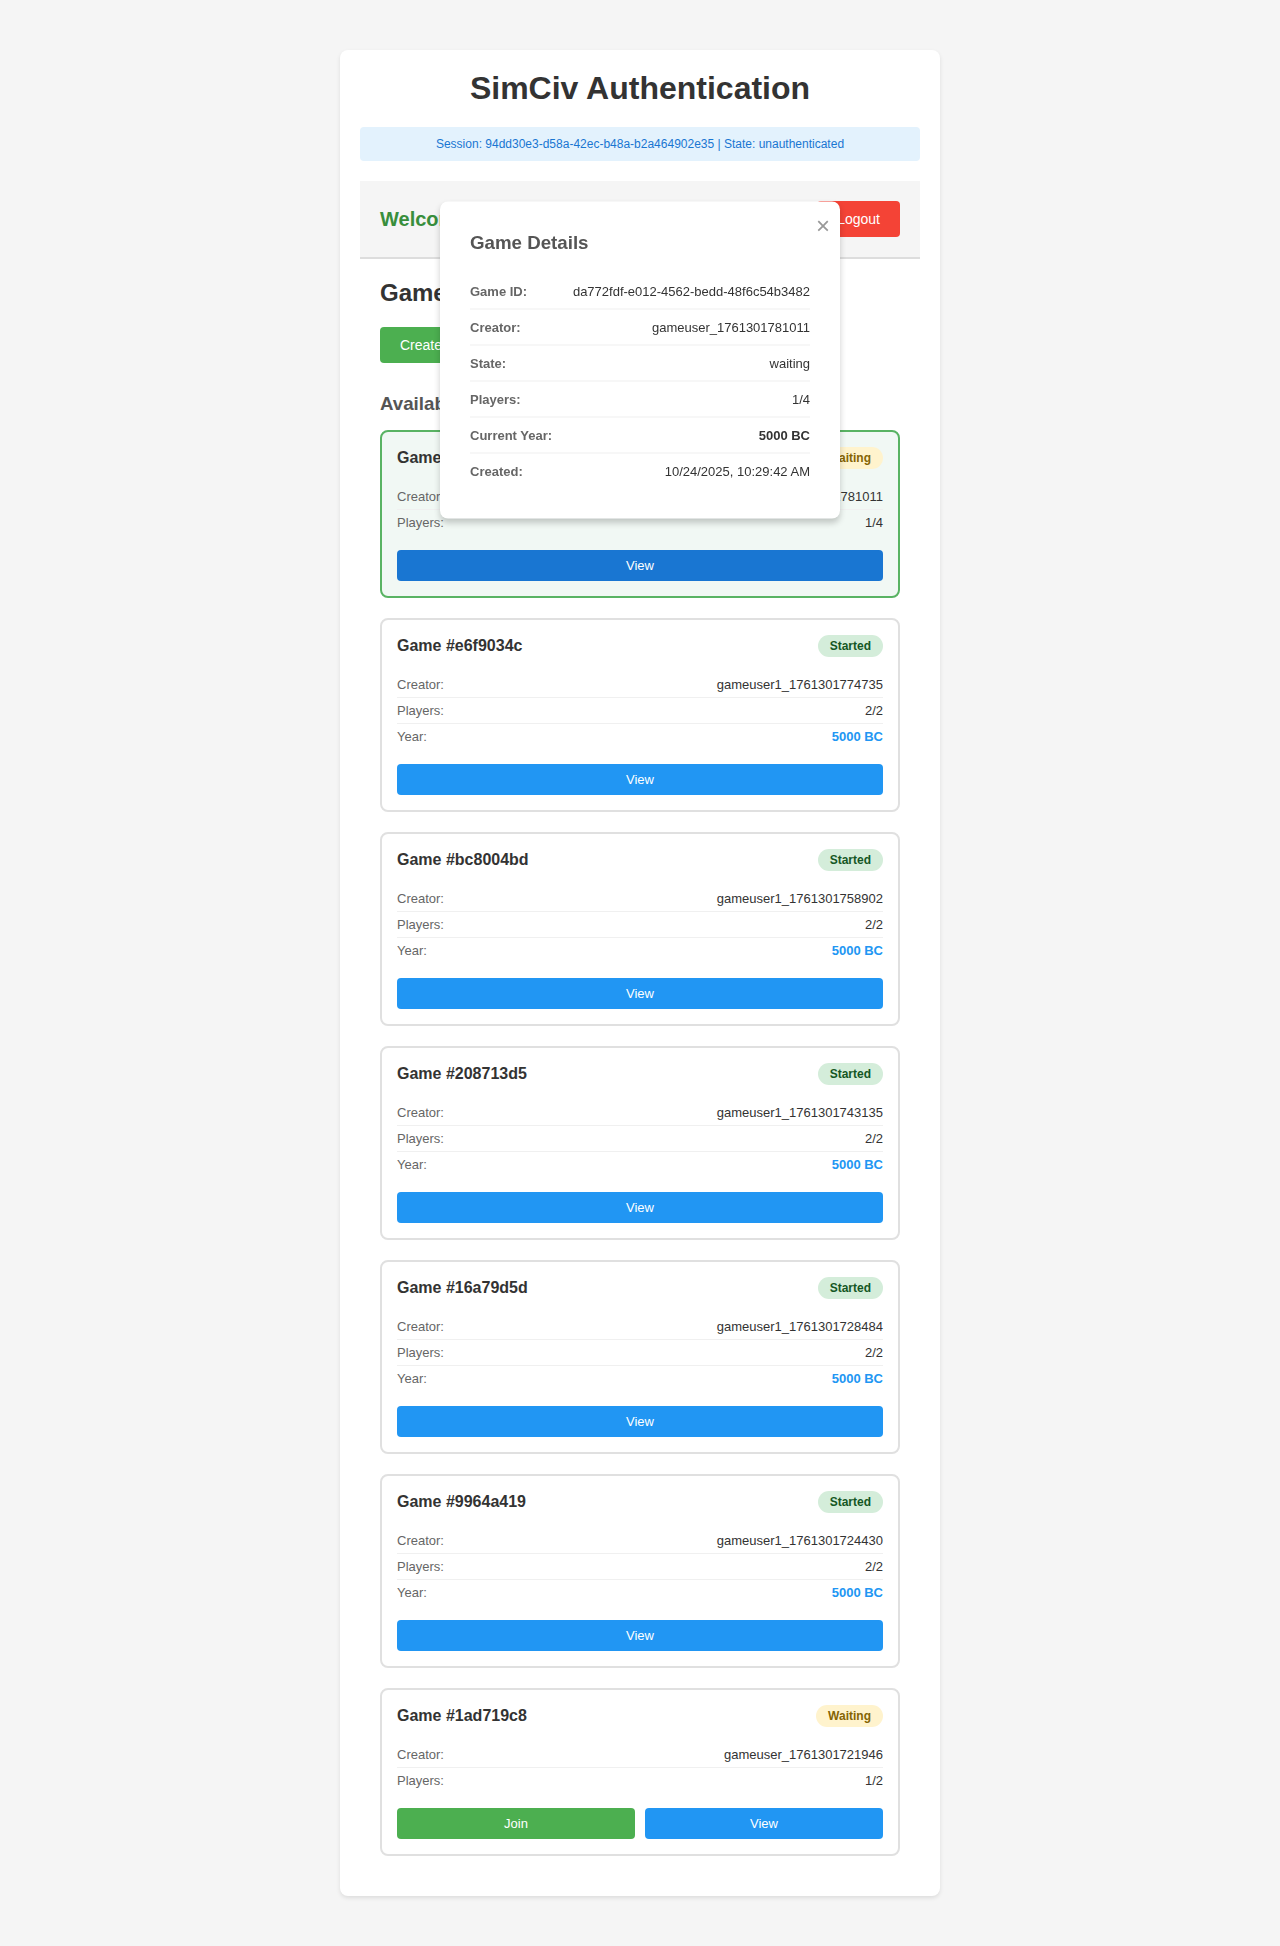 SimCiv Authentication
Session: 94dd30e3-d58a-42ec-b48a-b2a464902e35 | State: unauthenticated
Logout
×
Game Details
Game ID: da772fdf-e012-4562-bedd-48f6c54b3482
Creator: gameuser_1761301781011
State: waiting
Players: 1/4
Current Year: 5000 BC
Created: 10/24/2025, 10:29:42 AM
Game
Create
Game
Creator
781011
Players: 1/4
View
Game #e6f9034c Started
Creator: gameuser1_1761301774735
Players: 2/2
Year: 5000 BC
View
Game #bc8004bd Started
Creator: gameuser1_1761301758902
Players: 2/2
Year: 5000 BC
View
Game #208713d5 Started
Creator: gameuser1_1761301743135
Players: 2/2
Year: 5000 BC
View
Game #16a79d5d Started
Creator: gameuser1_1761301728484
Players: 2/2
Year: 5000 BC
View
Game #9964a419 Started
Creator: gameuser1_1761301724430
Players: 2/2
Year: 5000 BC
View
Game #1ad719c8 Waiting
Creator: gameuser_1761301721946
Players: 1/2
Join View